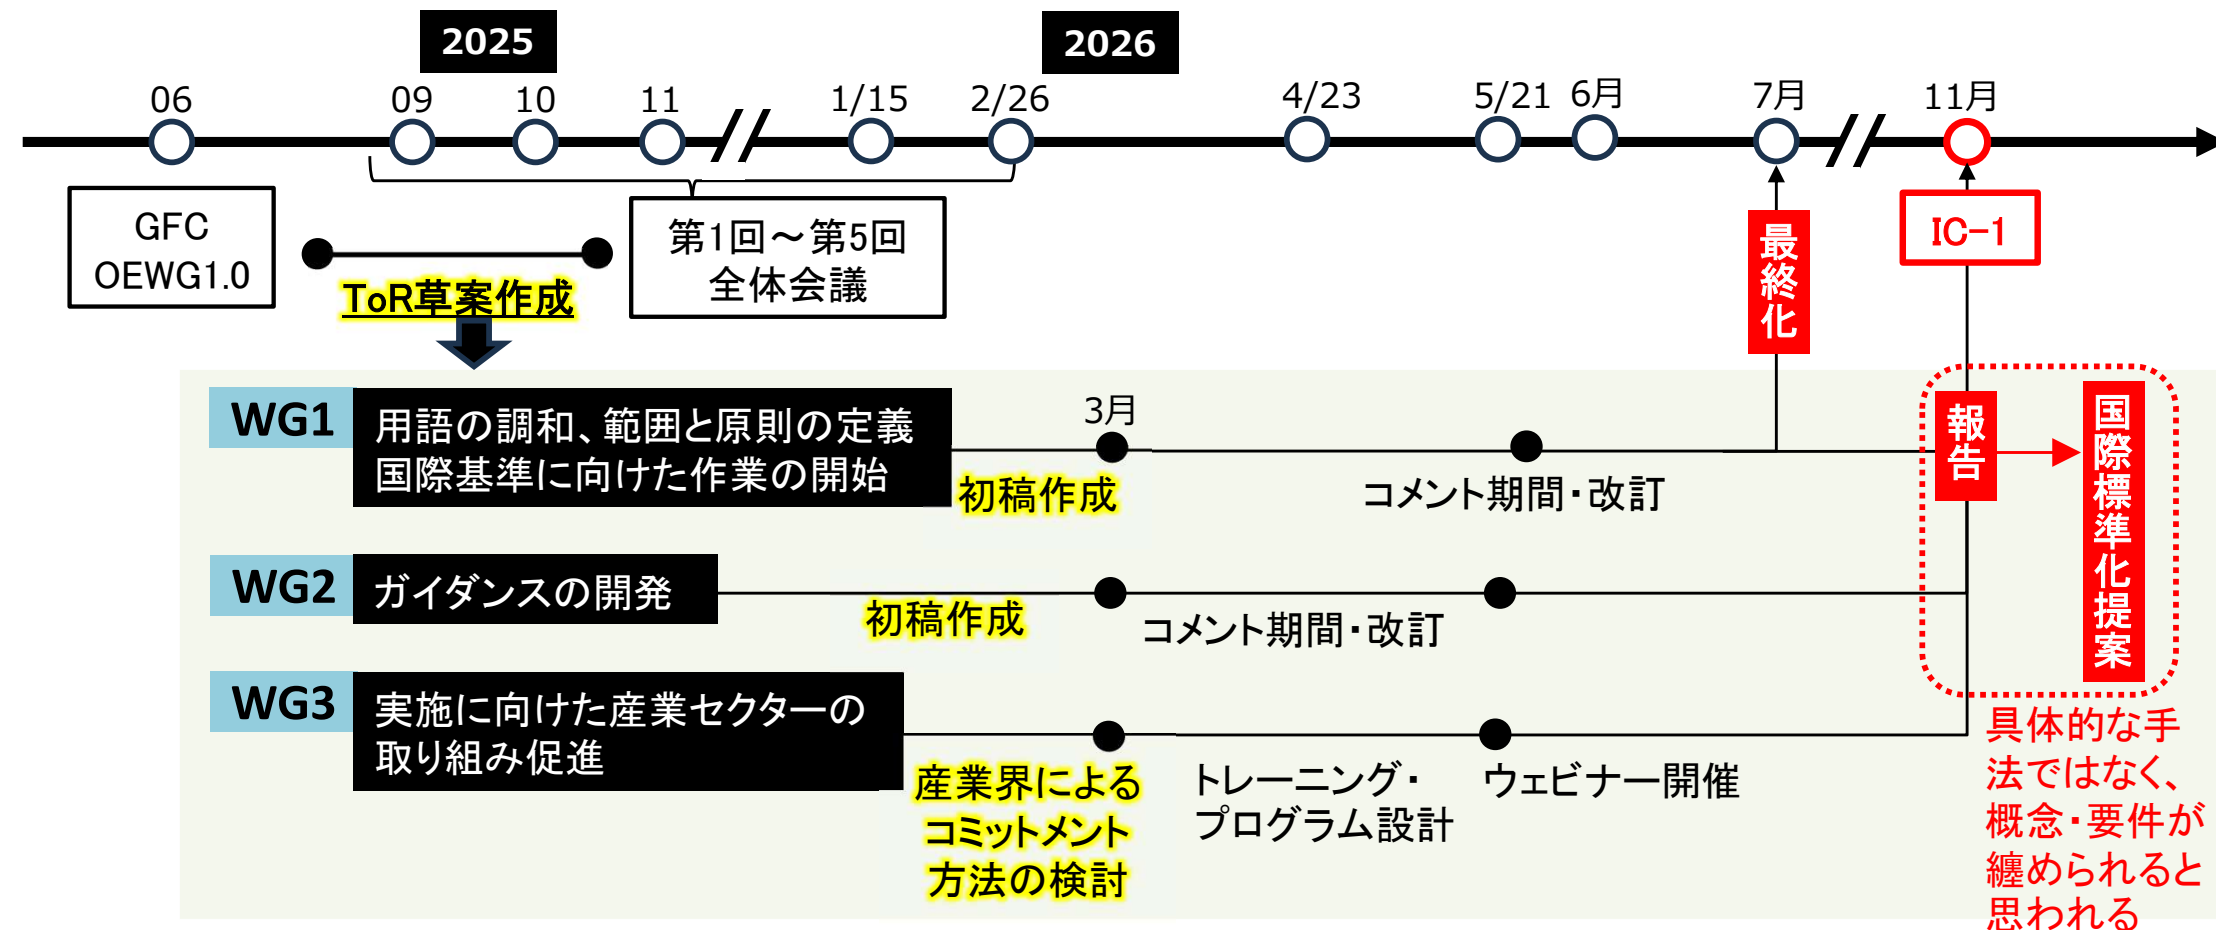 2025
2026
06
09
10
11
1/15
2/26
4/23
5/21
6月
7月
11月
GFC
OEWG1.0
ToR草案作成
第1回～第5回
全体会議
最終化
IC-1
WG1
用語の調和、範囲と原則の定義
国際基準に向けた作業の開始
3月
初稿作成
コメント期間・改訂
報告
国際標準化提案
WG2
ガイダンスの開発
初稿作成
コメント期間・改訂
WG3
実施に向けた産業セクターの
取り組み促進
産業界による
コミットメント
方法の検討
トレーニング・
プログラム設計
ウェビナー開催
具体的な手
法ではなく、
概念・要件が
纏められると
思われる